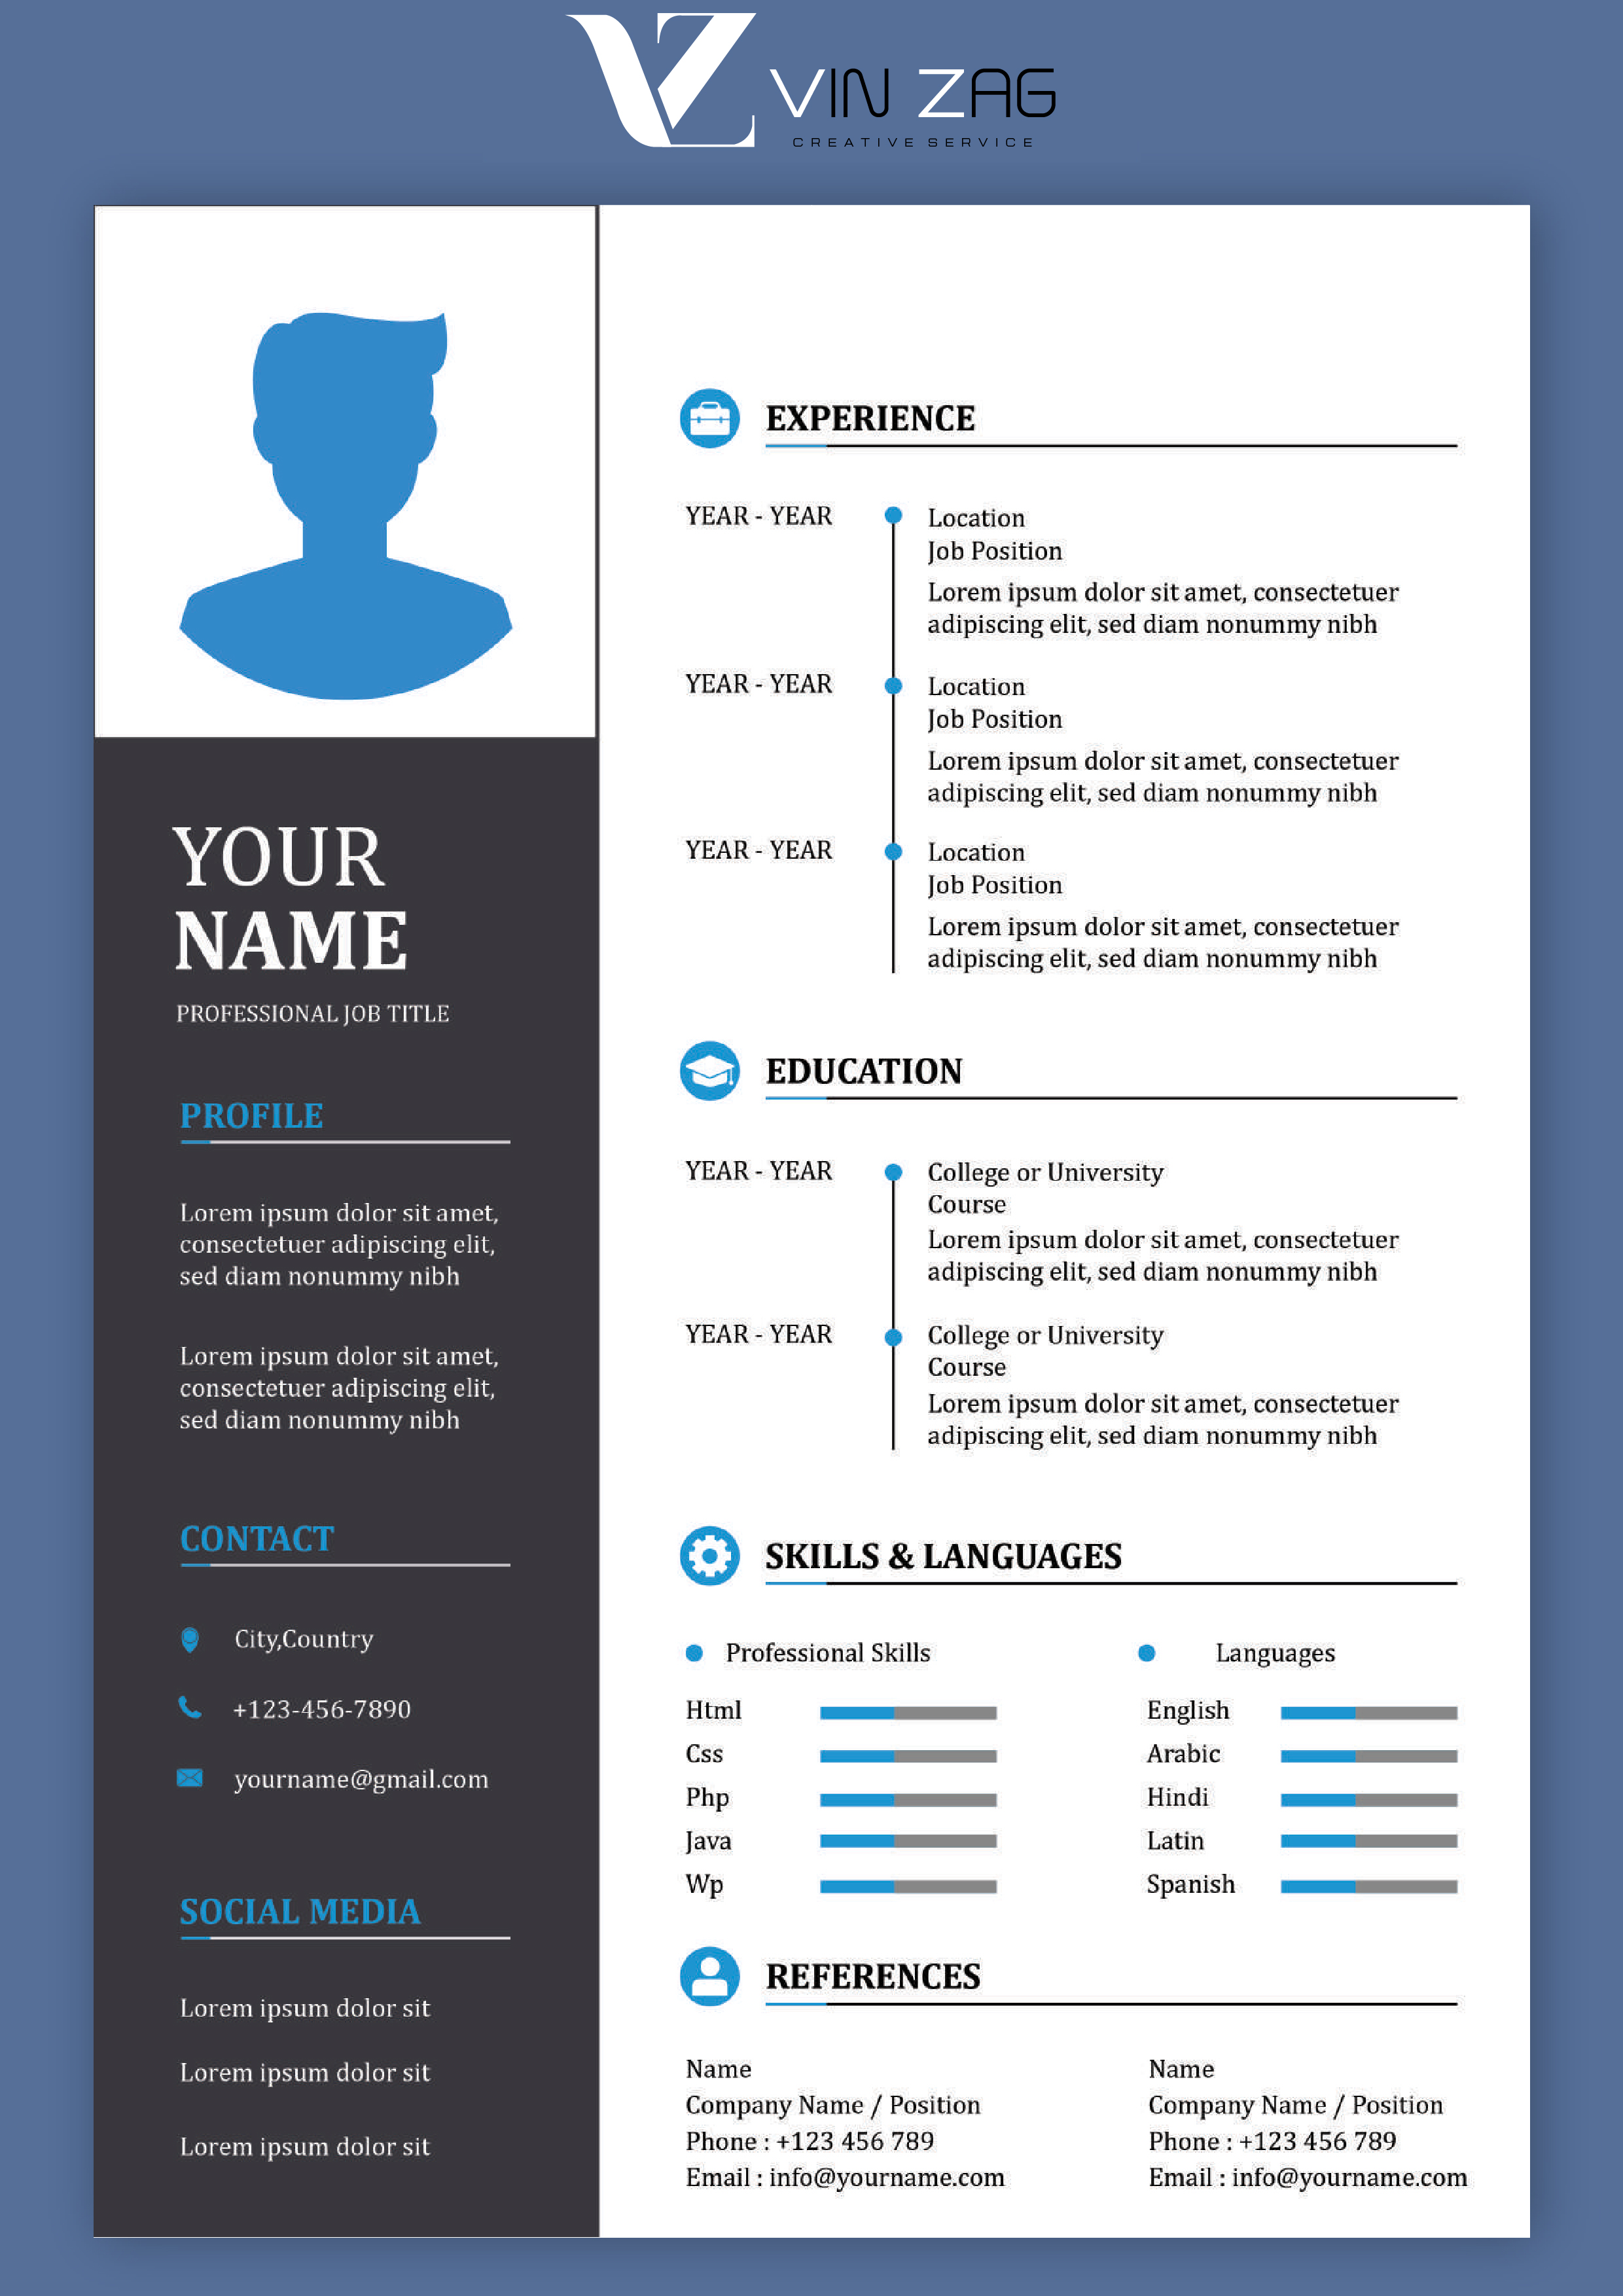 VZ
VIN ZAG
CREATIVE SERVICE
YOUR
NAME
PROFESSIONAL JOB TITLE
PROFILE
Lorem ipsum dolor sit amet,
consectetuer adipiscing elit,
sed diam nonummy nibh
Lorem ipsum dolor sit amet,
consectetuer adipiscing elit,
sed diam nonummy nibh
CONTACT
City,Country
+123-456-7890
yourname@gmail.com
SOCIAL MEDIA
Lorem ipsum dolor sit
Lorem ipsum dolor sit
Lorem ipsum dolor sit
EXPERIENCE
YEAR - YEAR
Location
Job Position
Lorem ipsum dolor sit amet, consectetuer
adipiscing elit, sed diam nonummy nibh
YEAR - YEAR
Location
Job Position
Lorem ipsum dolor sit amet, consectetuer
adipiscing elit, sed diam nonummy nibh
YEAR - YEAR
Location
Job Position
Lorem ipsum dolor sit amet, consectetuer
adipiscing elit, sed diam nonummy nibh
EDUCATION
YEAR - YEAR
College or University
Course
Lorem ipsum dolor sit amet, consectetuer
adipiscing elit, sed diam nonummy nibh
YEAR - YEAR
College or University
Course
Lorem ipsum dolor sit amet, consectetuer
adipiscing elit, sed diam nonummy nibh
SKILLS & LANGUAGES
Professional Skills
Html
Css
Php
Java
Wp
Languages
English
Arabic
Hindi
Latin
Spanish
REFERENCES
Name
Company Name / Position
Phone : +123 456 789
Email : info@yourname.com
Name
Company Name / Position
Phone : +123 456 789
Email : info@yourname.com